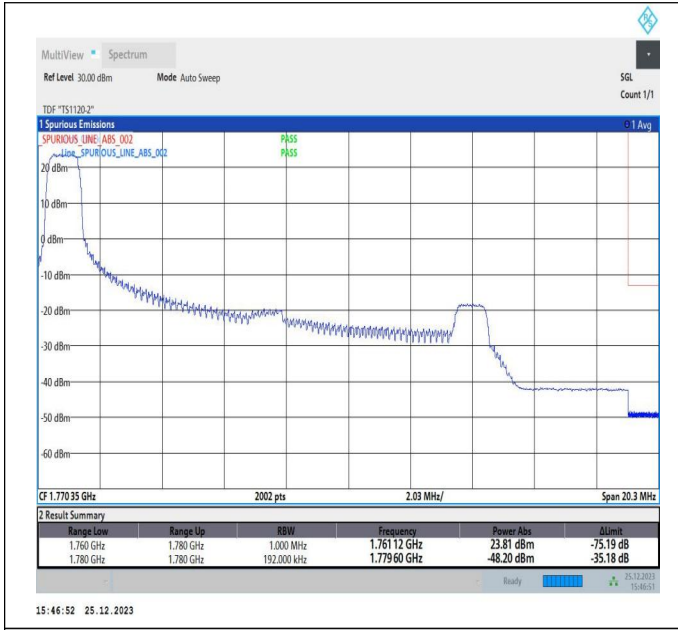 R&S
MultiView Spectrum
Ref Level 30.00 dBm Mode Auto Sweep SGL
Count 1/1
TDF "TS1120-2"
1 Spurious Emissions 1 Avg
SPURIOUS_LINE_ABS_002 PASS
Line_SPURIOUS_LINE_ABS_002 PASS
20 dBm
10 dBm
0 dBm
-10 dBm
-20 dBm
-30 dBm
-40 dBm
-50 dBm
-60 dBm
CF 1.77035 GHz 2002 pts 2.03 MHz/ Span 20.3 MHz
2 Result Summary
Range Low Range Up RBW Frequency Power Abs ΔLimit
1.760 GHz 1.780 GHz 1.000 MHz 1.76112 GHz 23.81 dBm -75.19 dB
1.780 GHz 1.780 GHz 192.000 kHz 1.77960 GHz -48.20 dBm -35.18 dB
Ready 25.12.2023
15:46:51
15:46:52 25.12.2023